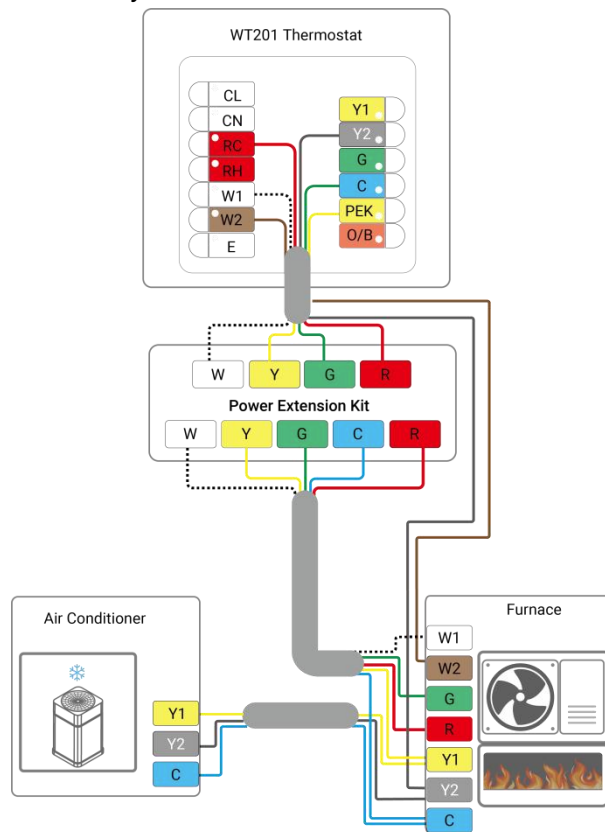 WT201 Thermostat
CL
CN
RC
RH
W1
W2
E
Y1
Y2
G
C
PEK
O/B
W
Y
G
R
Power Extension Kit
W
Y
G
C
R
Air Conditioner
Y1
Y2
C
Furnace
W1
W2
G
R
Y1
Y2
C